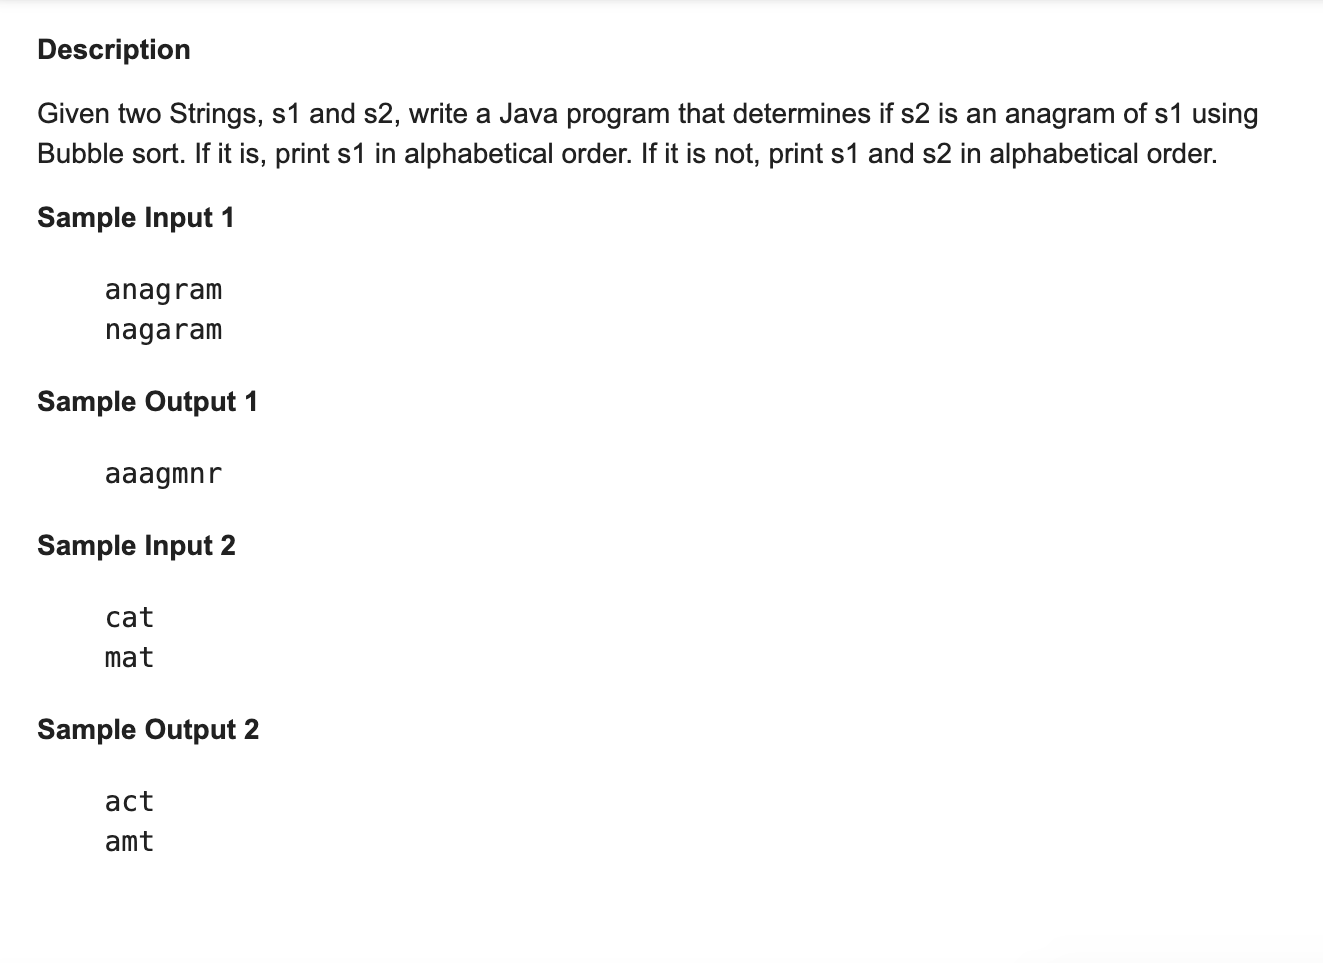 Description
Given two Strings, s1 and s2, write a Java program that determines if s2 is an anagram of s1 using
Bubble sort. If it is, print s1 in alphabetical order. If it is not, print s1 and s2 in alphabetical order.
Sample Input 1
anagram
nagaram
Sample Output 1
aaagmnr
Sample Input 2
cat
mat
Sample Output 2
act
amt